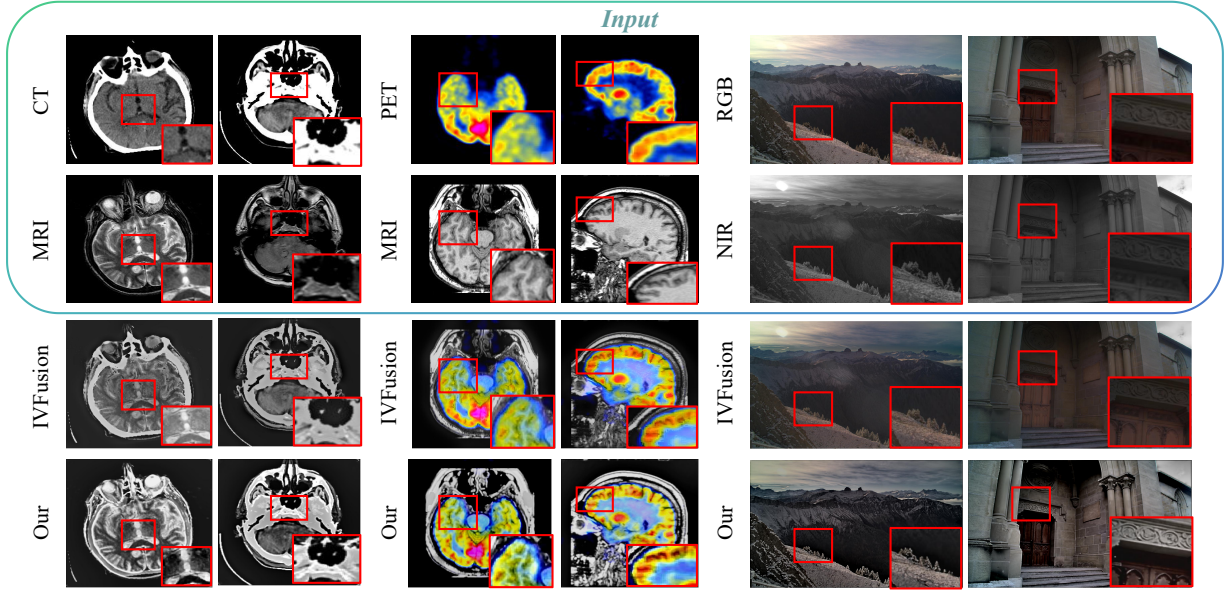 Input
CT
PET
RGB
MRI
MRI
NIR
IVFusion
IVFusion
IVFusion
Our
Our
Our